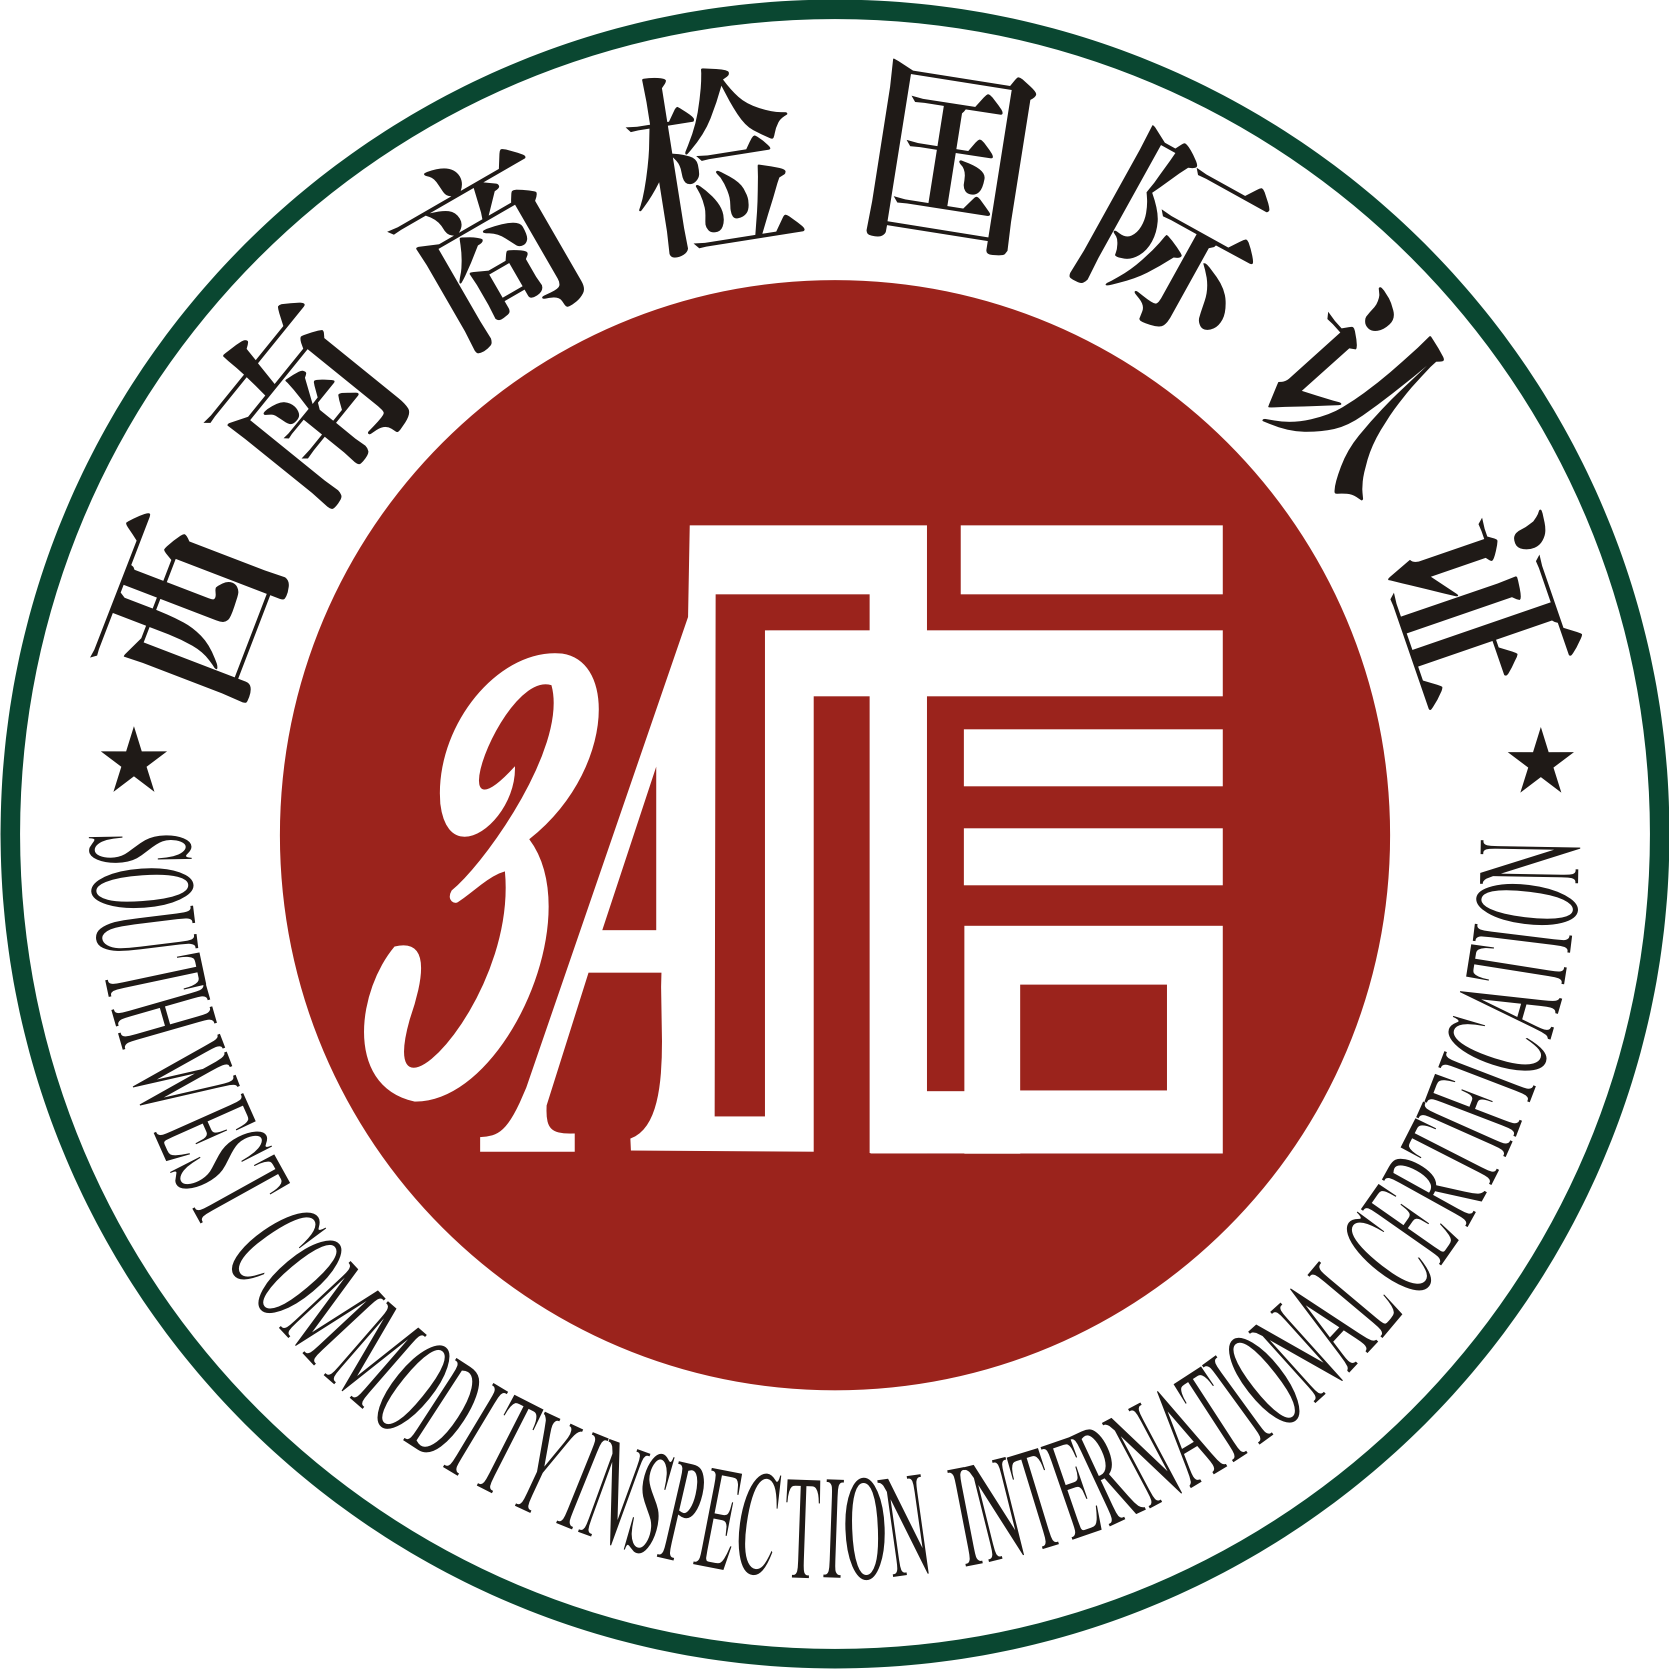 西南商检国际认证
3A信
★ ★
SOUTHWEST COMMODITY INSPECTION INTERNATIONAL CERTIFICATION